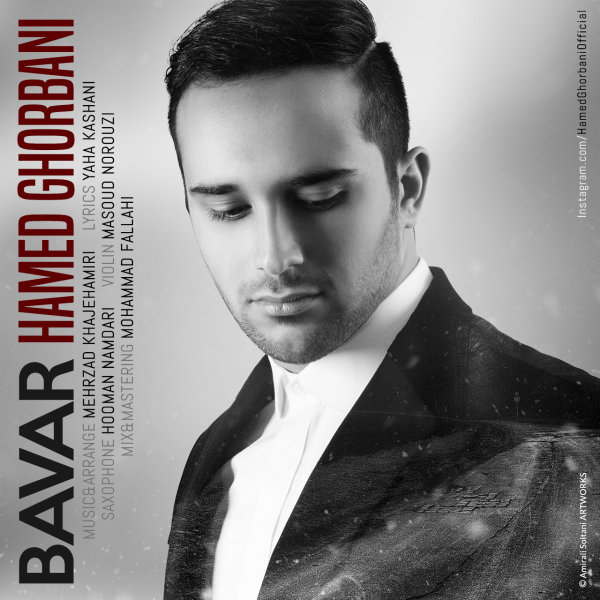 BAVAR HAMED GHORBANI
MUSIC&ARRANGE MEHRZAD KHAJEHAMIRI LYRICS YAHA KASHANI
SAXOPHONE HOOMAN NAMDARI VIOLIN MASOUD NOROUZI
MIX&MASTERING MOHAMMAD FALLAHI
Instagram.com/HamedGhorbaniOfficial
© Amirali Soltani ARTWORKS